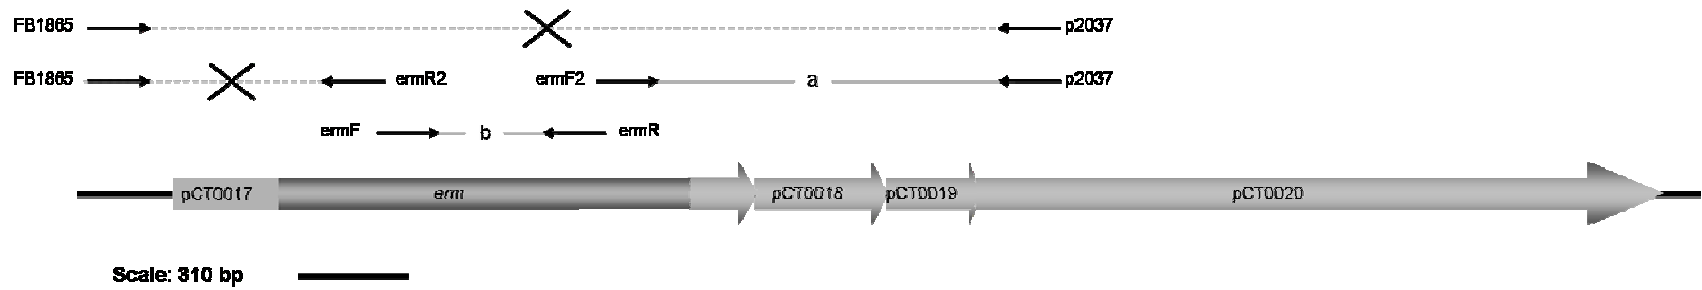 FB1865 p2037
FB1865 ermR2 ermF2 a p2037
ermF b ermR
pCT0017 erm pCT0018 pCT0019 pCT0020
Scale: 310 bp